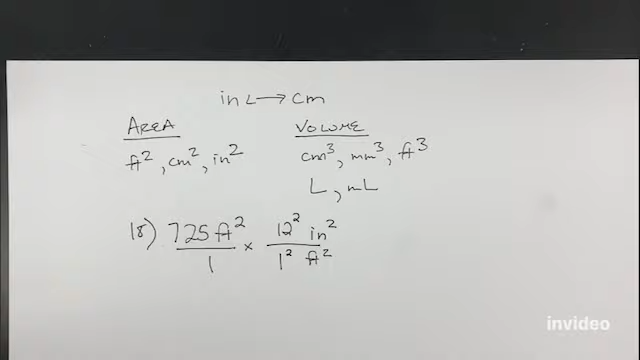 in ↔ cm
AREA
VOLUME
ft², cm², in²
cm³, mm³, ft³
L, mL
18) 725 ft² / 1 × 12² in² / 1² ft²
invideo